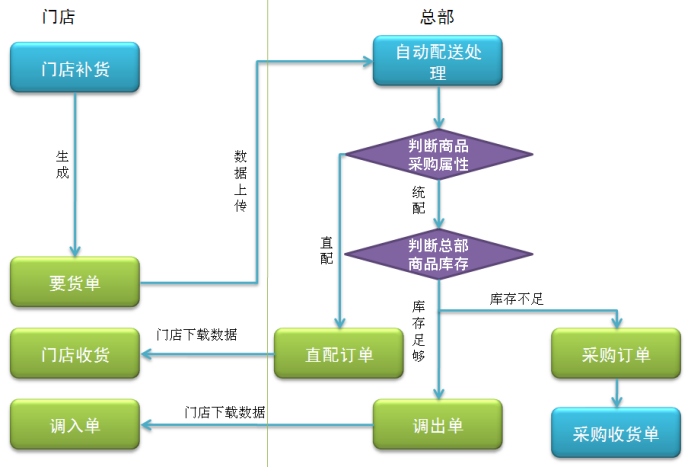 门店
总部
门店补货
自动配送处
理
生
成
数
据
上
传
判断商品
采购属性
统
配
直
配
判断总部
商品库存
要货单
库
存
足
够
库存不足
门店下载数据
门店收货
直配订单
采购订单
门店下载数据
调入单
调出单
采购收货单